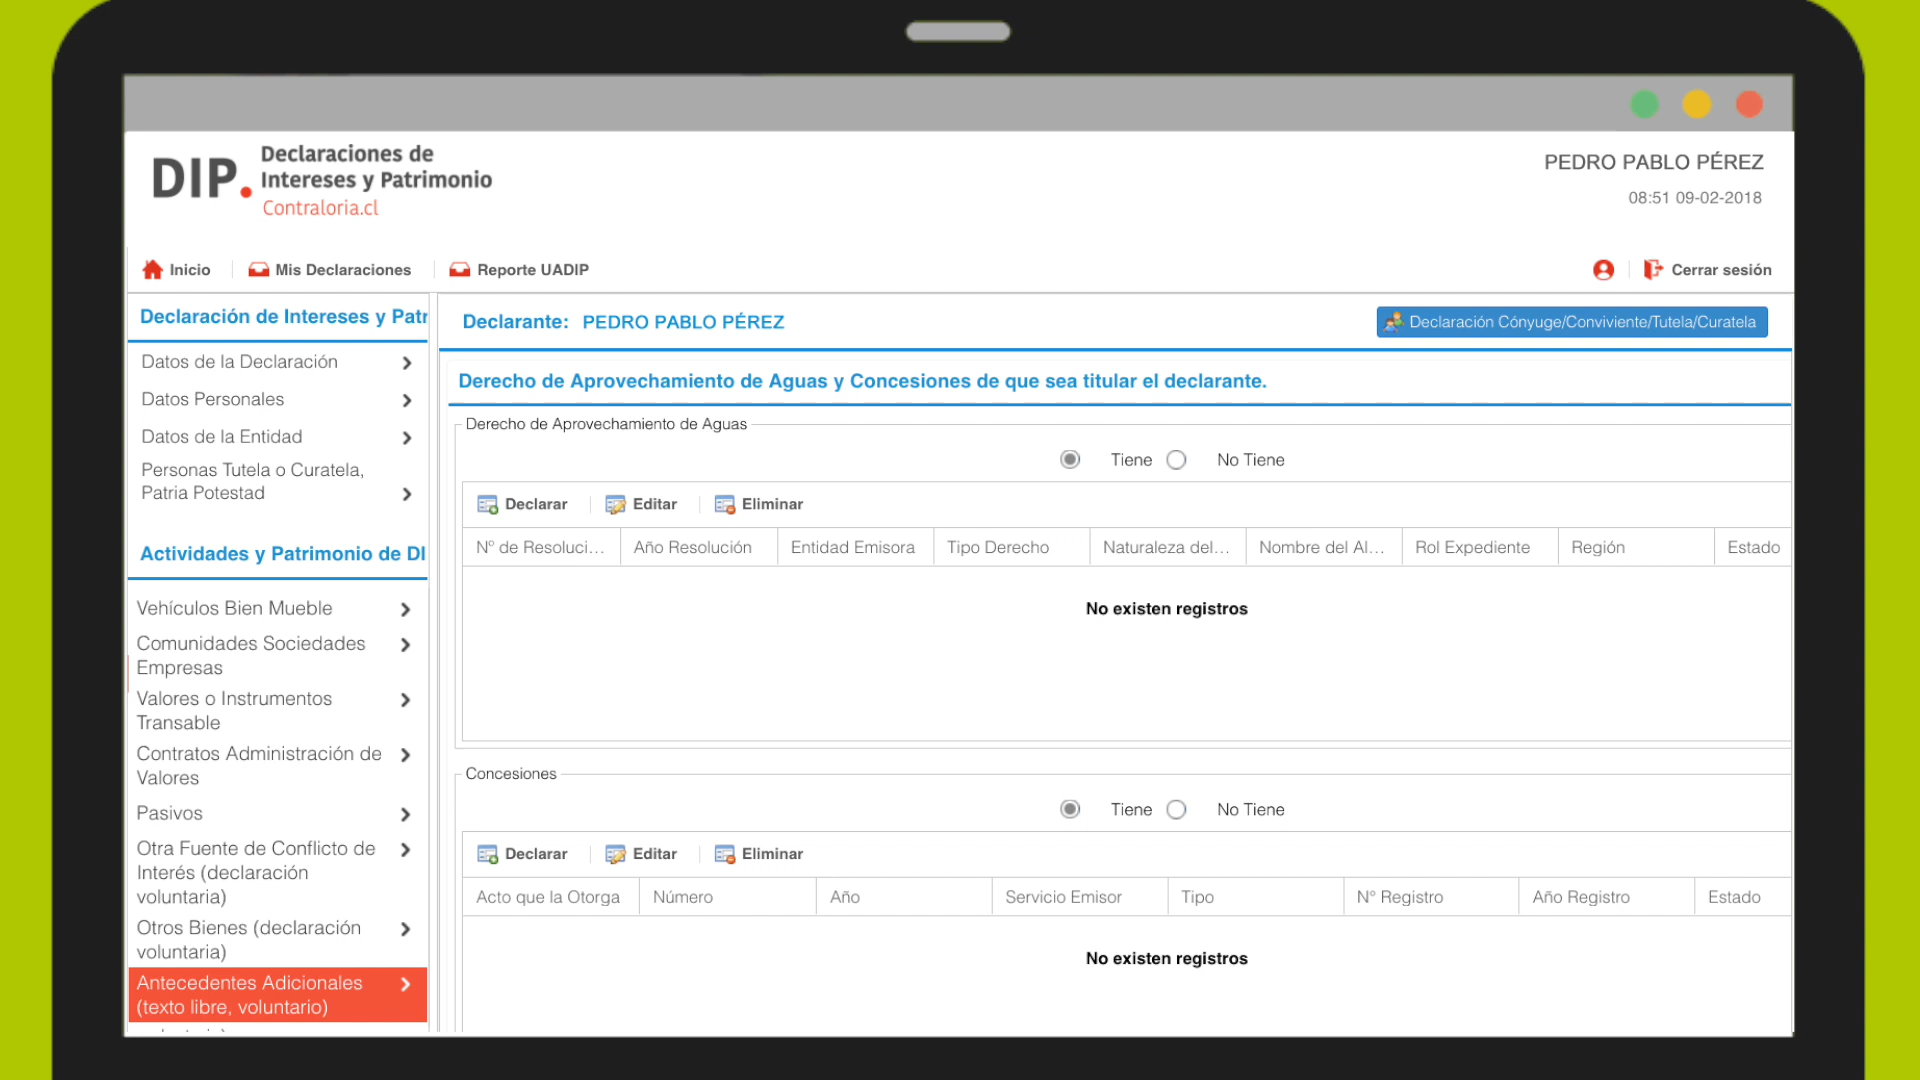 DIP.
Declaraciones de
Intereses y Patrimonio
Contraloria.cl
PEDRO PABLO PÉREZ
08:51 09-02-2018
Inicio
Mis Declaraciones
Reporte UADIP
Cerrar sesión
Declaración de Intereses y Patr
Datos de la Declaración
Datos Personales
Datos de la Entidad
Personas Tutela o Curatela,
Patria Potestad
Actividades y Patrimonio de DI
Vehículos Bien Mueble
Comunidades Sociedades
Empresas
Valores o Instrumentos
Transable
Contratos Administración de
Valores
Pasivos
Otra Fuente de Conflicto de
Interés (declaración
voluntaria)
Otros Bienes (declaración
voluntaria)
Antecedentes Adicionales
(texto libre, voluntario)
Declarante: PEDRO PABLO PÉREZ
Declaración Cónyuge/Conviviente/Tutela/Curatela
Derecho de Aprovechamiento de Aguas y Concesiones de que sea titular el declarante.
Derecho de Aprovechamiento de Aguas
Tiene No Tiene
Declarar Editar Eliminar
Nº de Resoluci... Año Resolución Entidad Emisora Tipo Derecho Naturaleza del... Nombre del Al... Rol Expediente Región Estado
No existen registros
Concesiones
Tiene No Tiene
Declarar Editar Eliminar
Acto que la Otorga Número Año Servicio Emisor Tipo Nº Registro Año Registro Estado
No existen registros